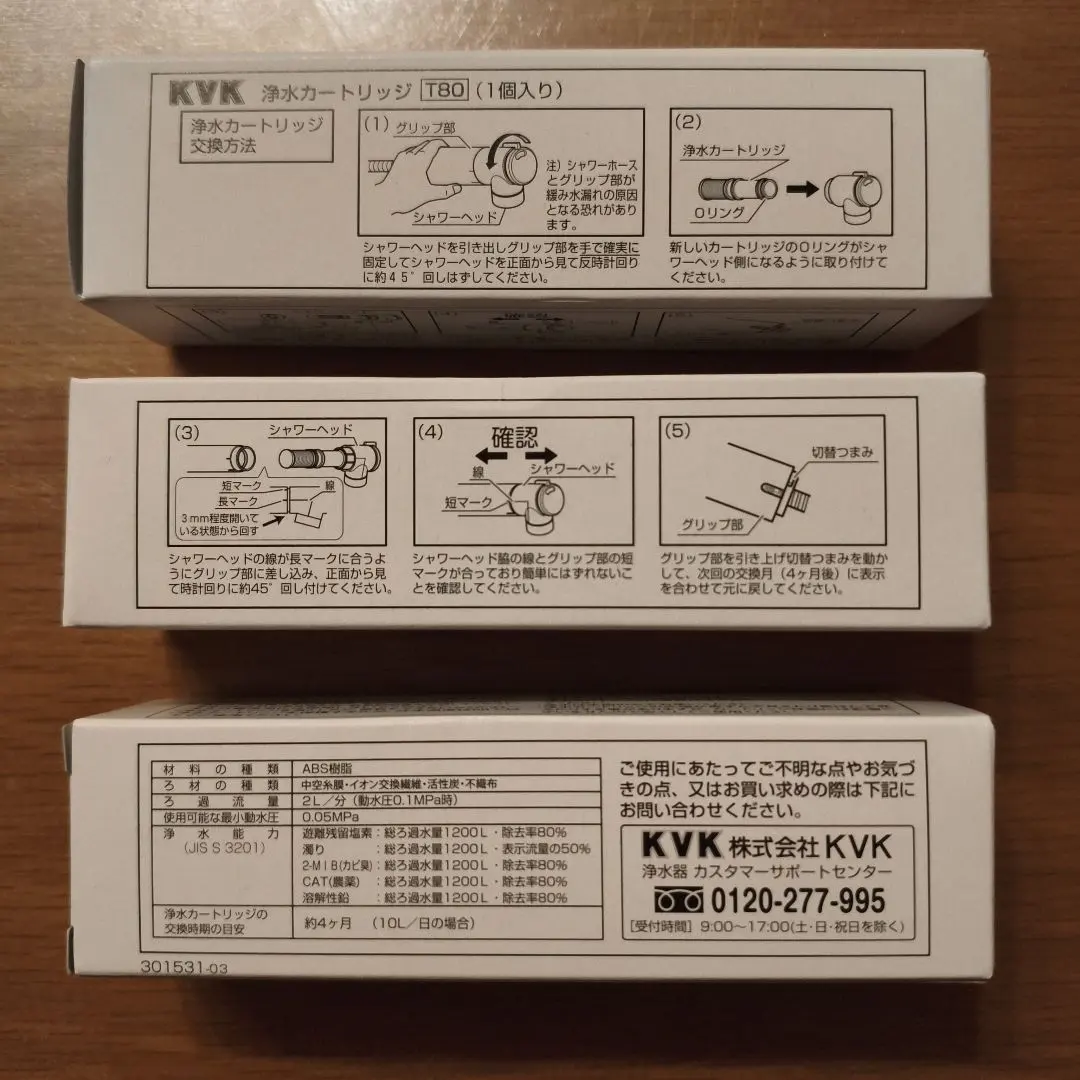 KVK 浄水カートリッジ T80 (1個入り)
浄水カートリッジ
交換方法
(1) グリップ部
シャワーヘッド
注) シャワーホース
とグリップ部が
緩み水漏れの原因
となる恐れがあり
ます。
シャワーヘッドを引き出しグリップ部を手で確実に
固定してシャワーヘッドを正面から見て反時計回り
に約45°回しはずしてください。
(2)
浄水カートリッジ
Oリング
新しいカートリッジのOリングがシャ
ワーヘッド側になるように取り付けて
ください。
(3)
シャワーヘッド
短マーク
線
長マーク
3mm程度開いて
いる状態から回す
シャワーヘッドの線が長マークに合うよ
うにグリップ部に差し込み、正面から見
て時計回りに約45°回し付けてください。
(4)
確認
線
シャワーヘッド
短マーク
シャワーヘッド脇の線とグリップ部の短
マークが合っており簡単にはずれないこ
とを確認してください。
(5)
切替つまみ
グリップ部
グリップ部を引き上げ切替つまみを動か
して、次回の交換月(4ヶ月後)に表示
を合わせて元に戻してください。
材料の種類 ABS樹脂
ろ材の種類 中空糸膜・イオン交換繊維・活性炭・不織布
ろ過流量 2L/分(動水圧0.1MPa時)
使用可能な最小動水圧 0.05MPa
浄水能力 遊離残留塩素:総ろ過水量1200L・除去率80%
(JIS S 3201) 濁り:総ろ過水量1200L・表示流量の50%
2-MIB(カビ臭):総ろ過水量1200L・除去率80%
CAT(農薬):総ろ過水量1200L・除去率80%
溶解性鉛:総ろ過水量1200L・除去率80%
浄水カートリッジの
交換時期の目安 約4ヶ月 (10L/日の場合)
301531-03
ご使用にあたってご不明な点やお気づ
きの点、又はお買い求めの際は下記に
お問い合わせください。
KVK 株式会社KVK
浄水器 カスタマーサポートセンター
0120-277-995
[受付時間] 9:00~17:00(土・日・祝日を除く)